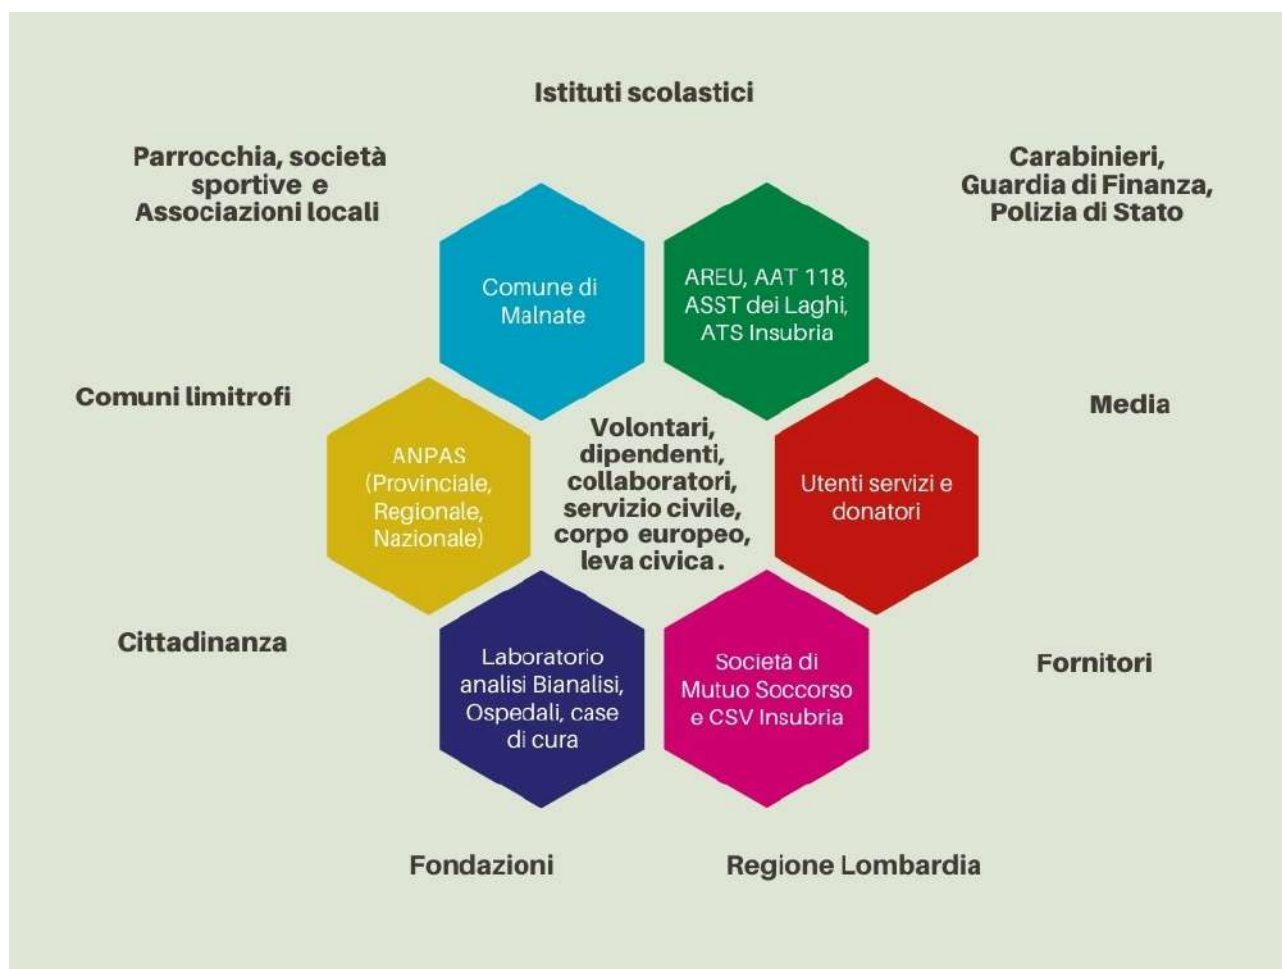 Istituti scolastici
Parrocchia, società
sportive e
Associazioni locali
Carabinieri,
Guardia di Finanza,
Polizia di Stato
Comune di
Malnate
AREU, AAT 118,
ASST dei Laghi,
ATS Insubria
Comuni limitrofi
Media
ANPAS
(Provinciale,
Regionale,
Nazionale)
Volontari,
dipendenti,
collaboratori,
servizio civile,
corpo europeo,
leva civica.
Utenti servizi e
donatori
Cittadinanza
Fornitori
Laboratorio
analisi Bianalisi,
Ospedali, case
di cura
Società di
Mutuo Soccorso
e CSV Insubria
Fondazioni
Regione Lombardia